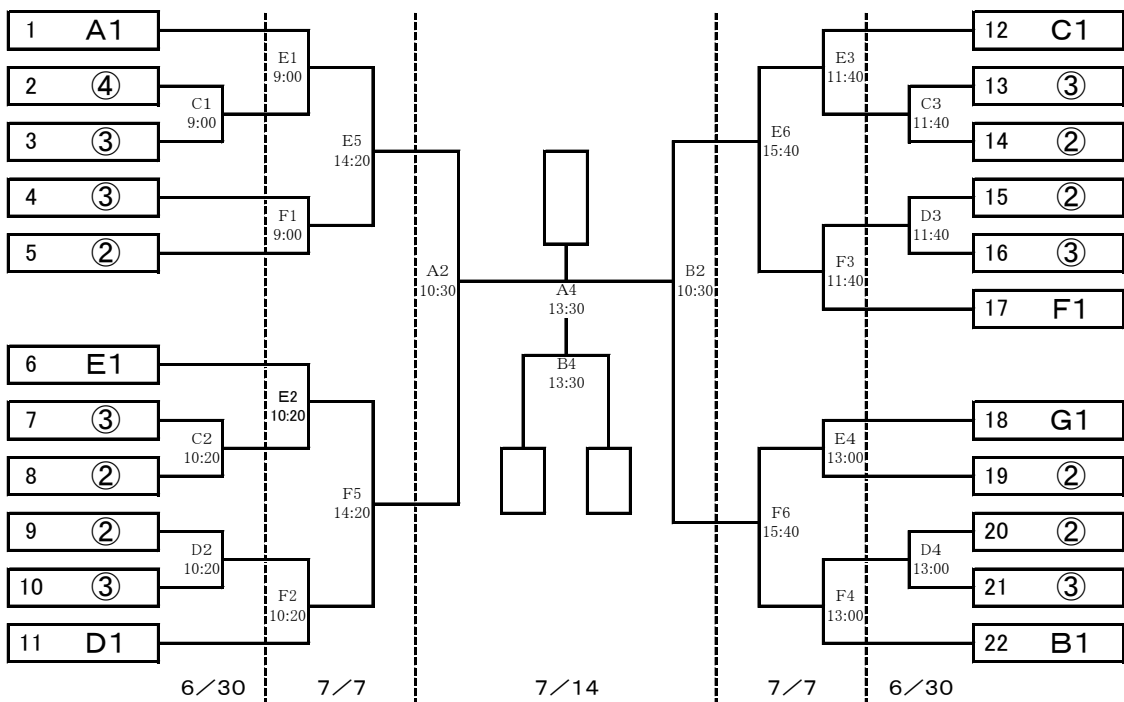 1 A1
2 ④
3 ③
4 ③
5 ②
6 E1
7 ③
8 ②
9 ②
10 ③
11 D1
C1
9:00
C2
10:20
D2
10:20
E1
9:00
F1
9:00
E2
10:20
F2
10:20
E5
14:20
F5
14:20
A2
10:30
A4
13:30
B4
13:30
B2
10:30
E6
15:40
F6
15:40
E3
11:40
F3
11:40
E4
13:00
F4
13:00
C3
11:40
D3
11:40
D4
13:00
12 C1
13 ③
14 ②
15 ②
16 ③
17 F1
18 G1
19 ②
20 ②
21 ③
22 B1
6/30 7/7 7/14 7/7 6/30